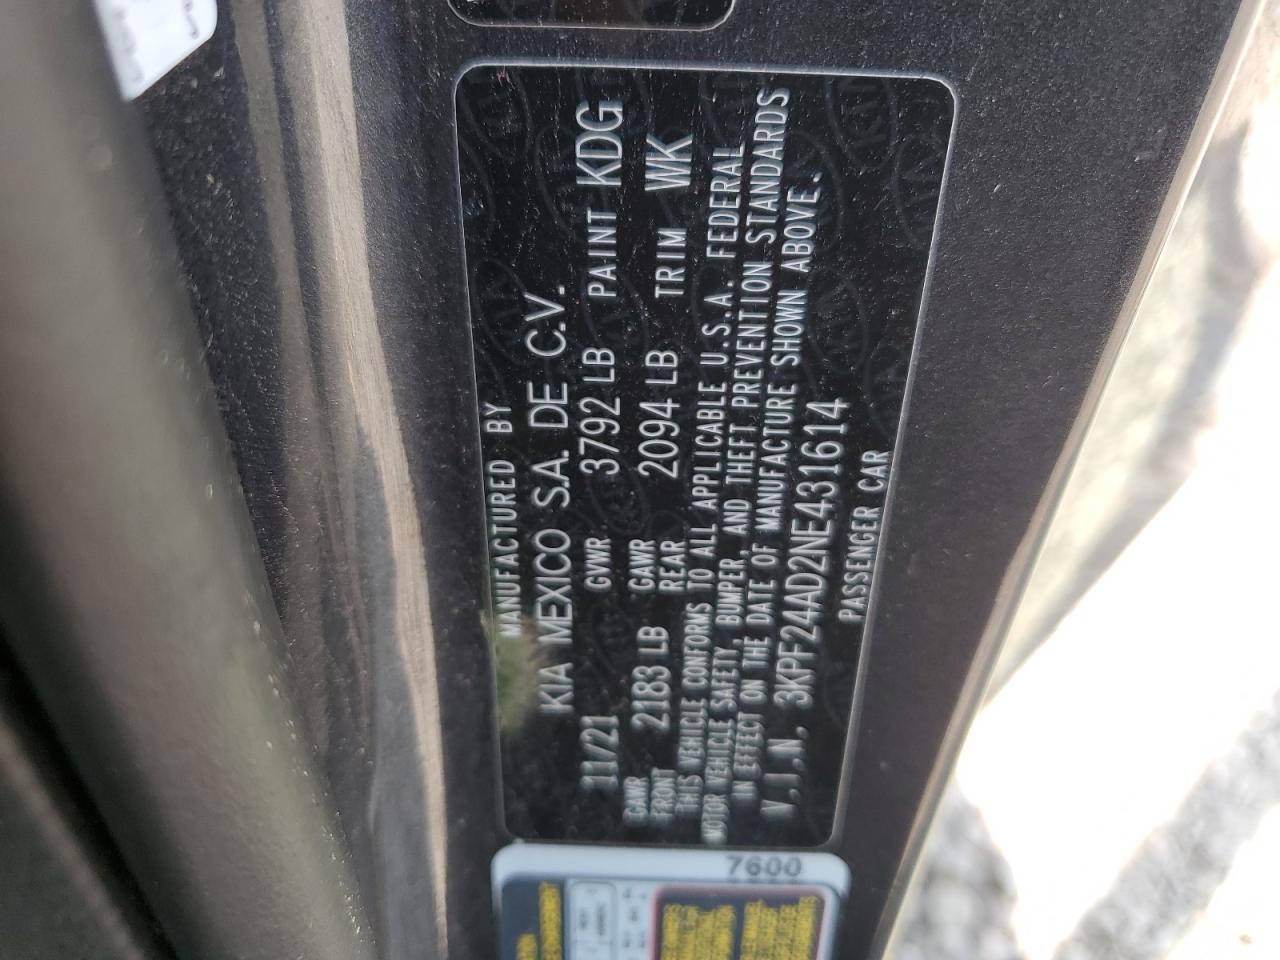 MANUFACTURED BY
KIA MEXICO S.A. DE C.V.
11/21 GVWR 3792 LB PAINT KDG
GAWR FRONT 2183 LB GAWR REAR 2094 LB TRIM WK
THIS VEHICLE CONFORMS TO ALL APPLICABLE U.S.A. FEDERAL
MOTOR VEHICLE SAFETY, BUMPER, AND THEFT PREVENTION STANDARDS
IN EFFECT ON THE DATE OF MANUFACTURE SHOWN ABOVE.
V.I.N. 3KPF24AD2NE431614
PASSENGER CAR
7600